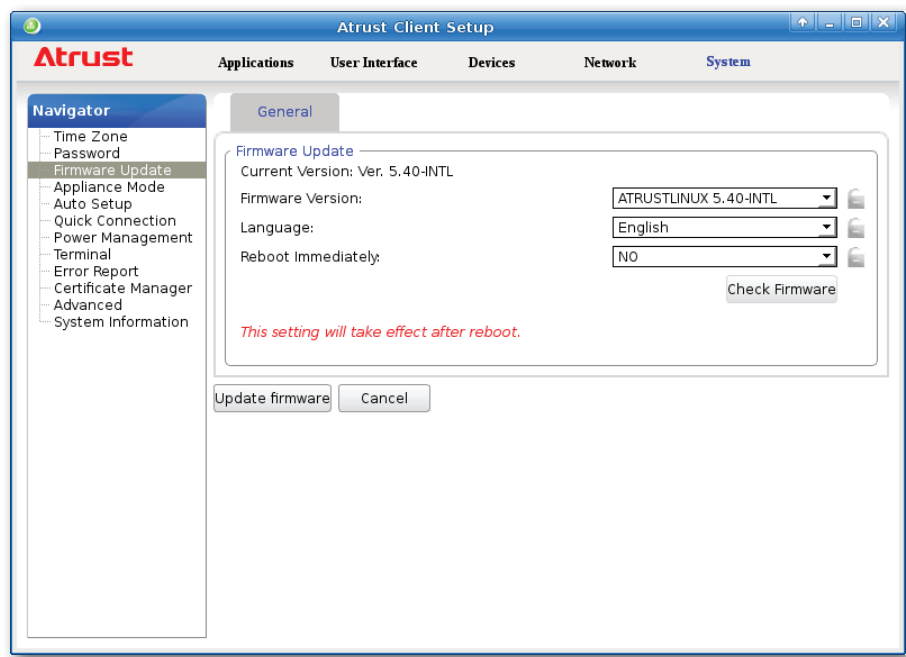 Atrust Client Setup
Atrust
Applications User Interface Devices Network System
Navigator
Time Zone
Password
Firmware Update
Appliance Mode
Auto Setup
Quick Connection
Power Management
Terminal
Error Report
Certificate Manager
Advanced
System Information
General
Firmware Update
Current Version: Ver. 5.40-INTL
Firmware Version: ATRUSTLINUX 5.40-INTL
Language: English
Reboot Immediately: NO
Check Firmware
This setting will take effect after reboot.
Update firmware Cancel